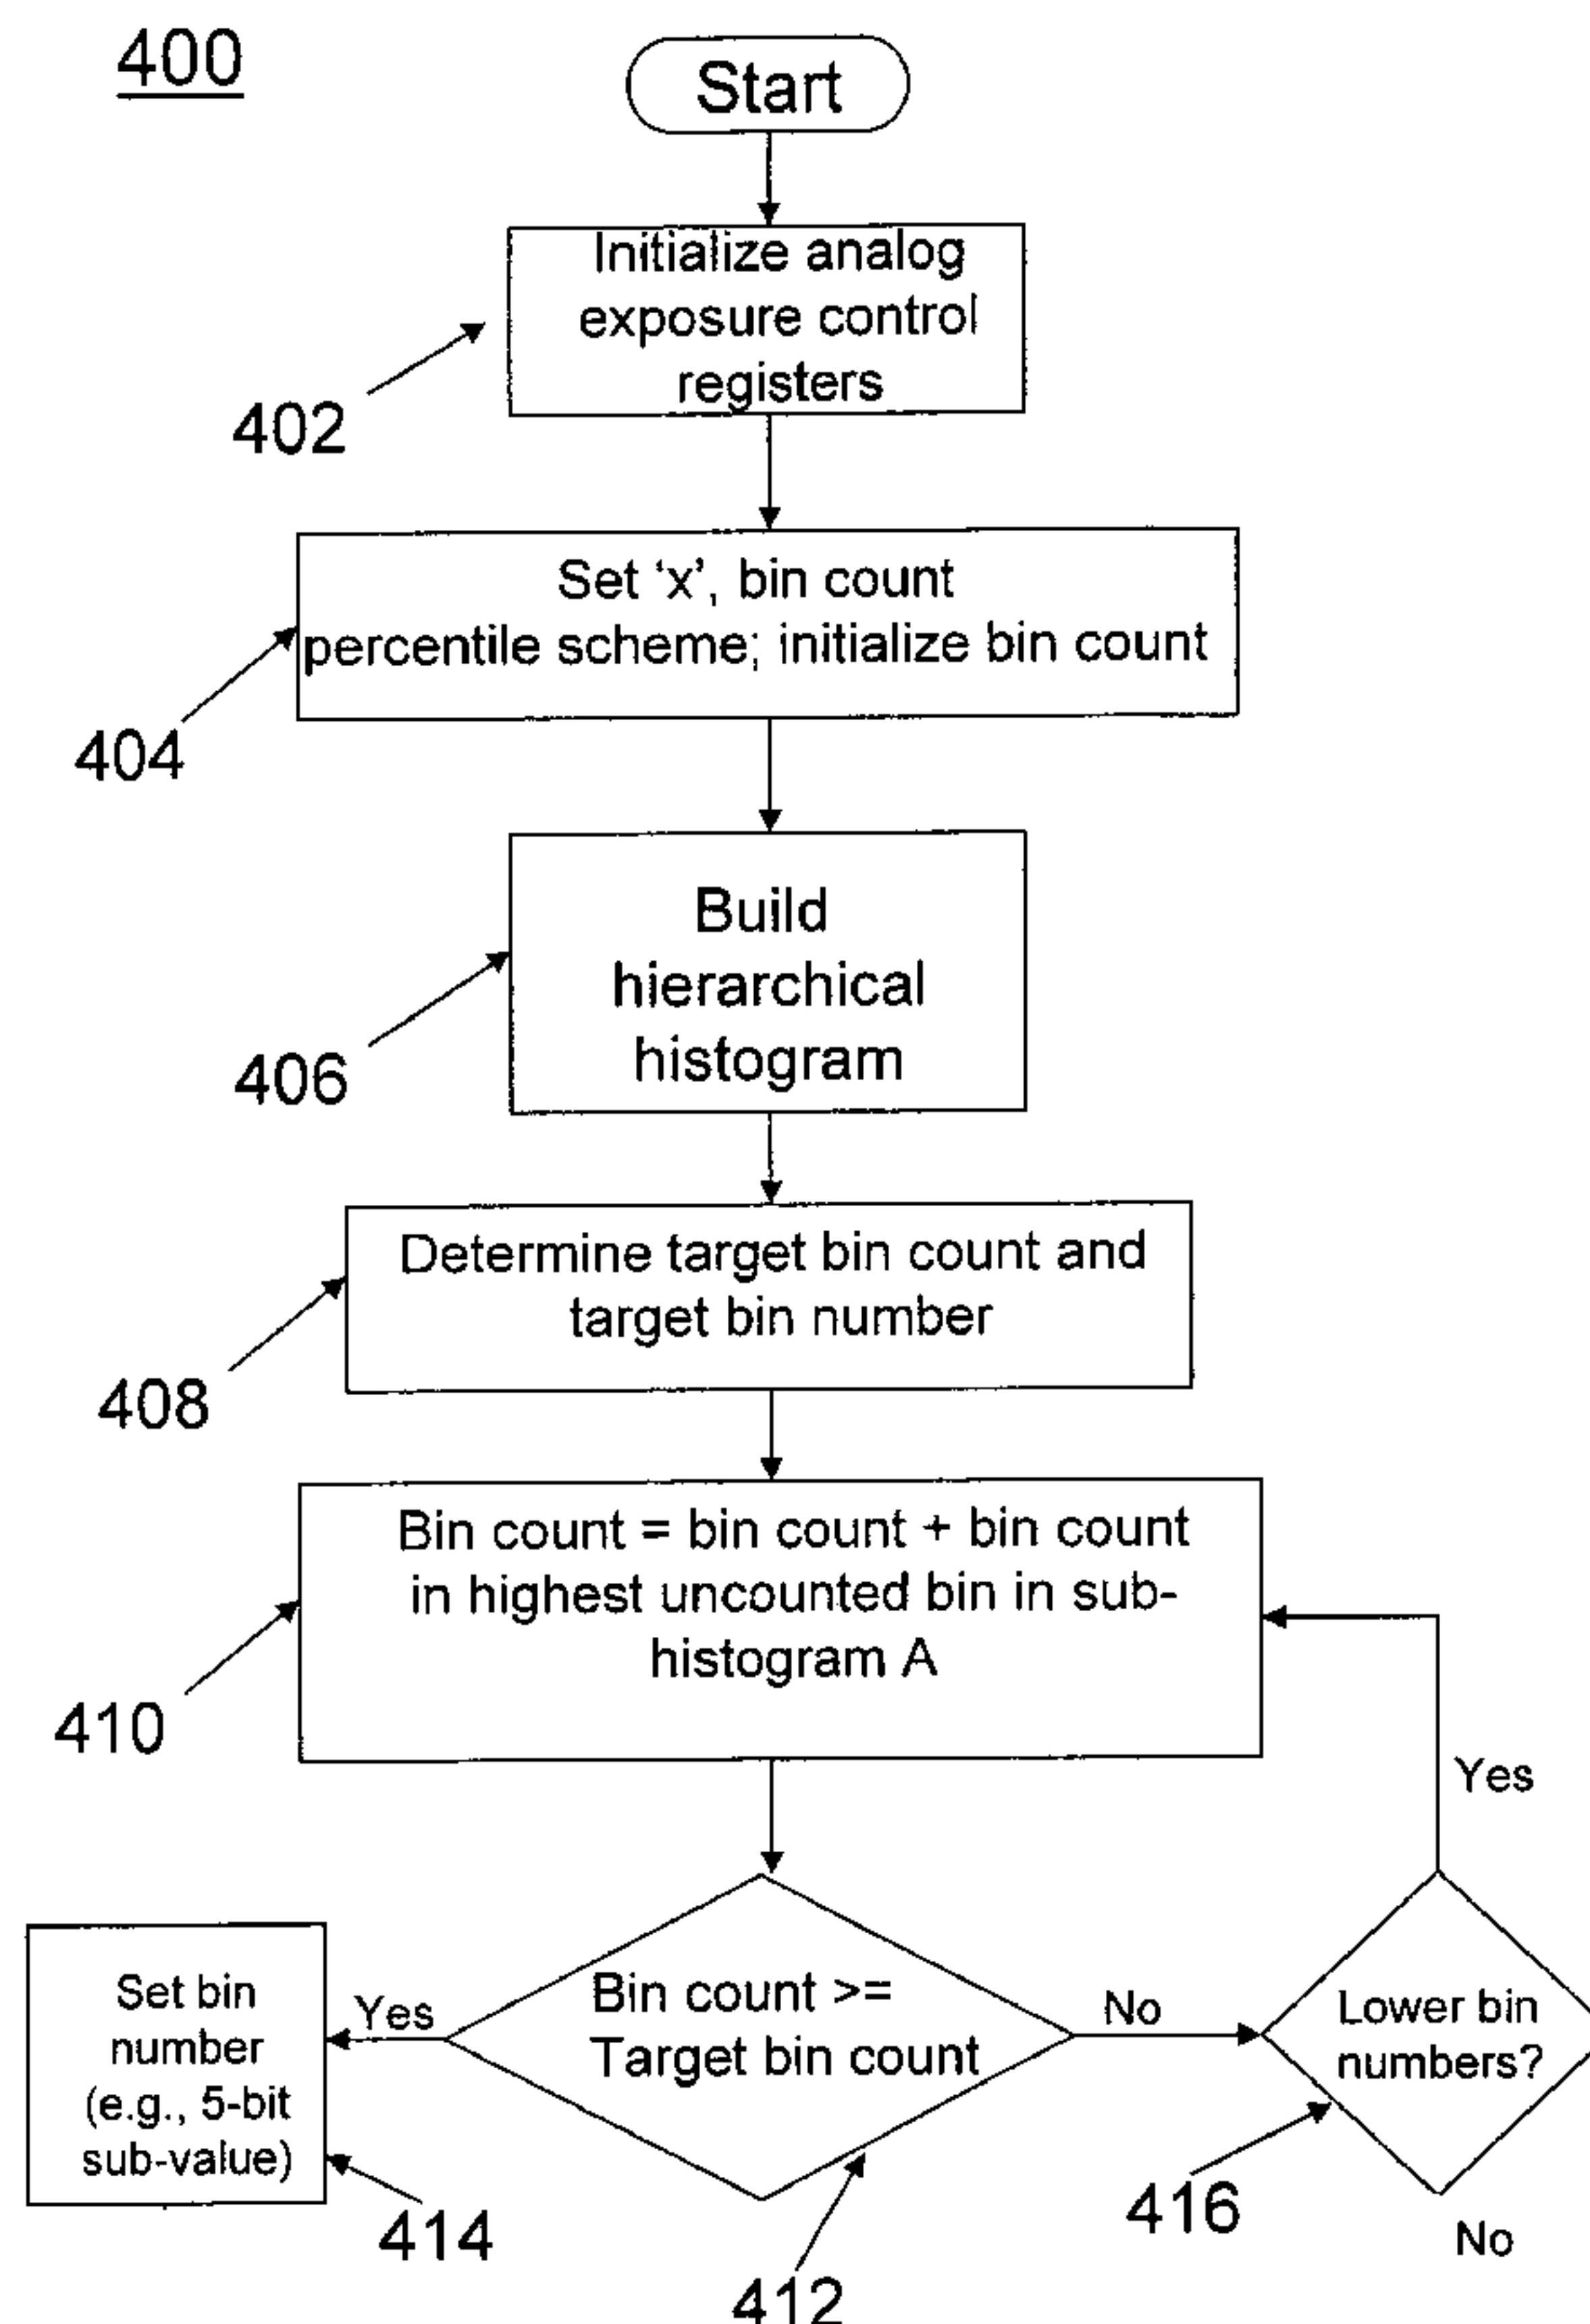 400
Start
Initialize analog
exposure control
registers
402
Set ‘x’, bin count
percentile scheme; initialize bin count
404
Build
hierarchical
histogram
406
Determine target bin count and
target bin number
408
Bin count = bin count + bin count
in highest uncounted bin in sub-
histogram A
410
Yes
Set bin
number
(e.g., 5-bit
sub-value)
Yes
Bin count >=
Target bin count
No
Lower bin
numbers?
414
412
416
No